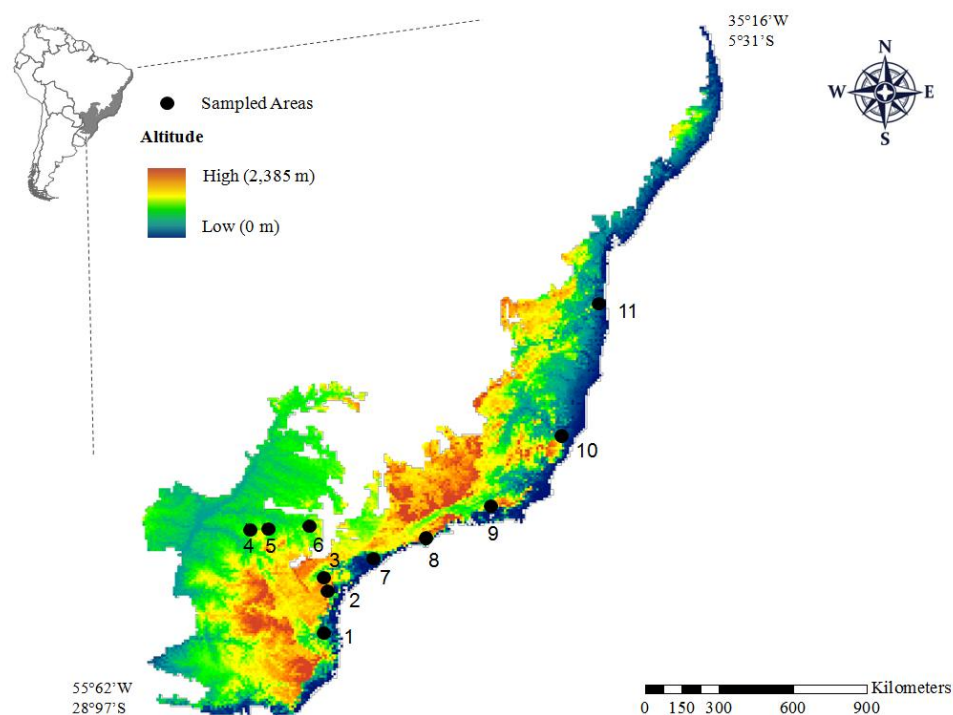 35°16'W
5°31'S
N
W E
S
Sampled Areas
Altitude
High (2,385 m)
Low (0 m)
11
10
9
8
7
6
5
4
3
2
1
55°62'W
28°97'S
Kilometers
0 150 300 600 900